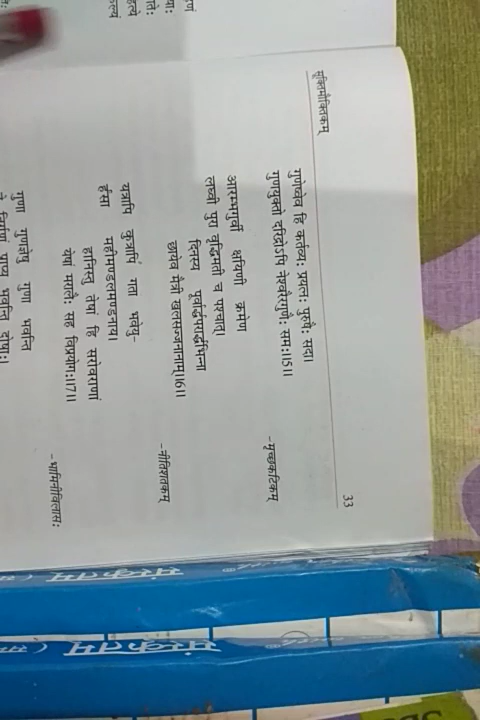 सूक्तिमौक्तिकम्
33
गुणेष्वेव हि कर्तव्यः प्रयत्नः पुरुषैः सदा।
गुणयुक्तो दरिद्रोऽपि नेश्वरैरगुणैः समः॥5॥
-मृच्छकटिकम्
आरम्भगुर्वी क्षयिणी क्रमेण
लघ्वी पुरा वृद्धिमती च पश्चात्।
दिनस्य पूर्वार्द्धपरार्द्धभिन्ना
छायेव मैत्री खलसज्जनानाम्॥6॥
-नीतिशतकम्
यत्रापि कुत्रापि गता भवेयु-
र्हंसा महीमण्डलमण्डनाय।
हानिस्तु तेषां हि सरोवराणां
येषां मरालैः सह विप्रयोगः॥7॥
-भामिनीविलासः
गुणा गुणज्ञेषु गुणा भवन्ति
ते निर्गुणं प्राप्य भवन्ति दोषाः।
संस्कृतम्
संस्कृतम्